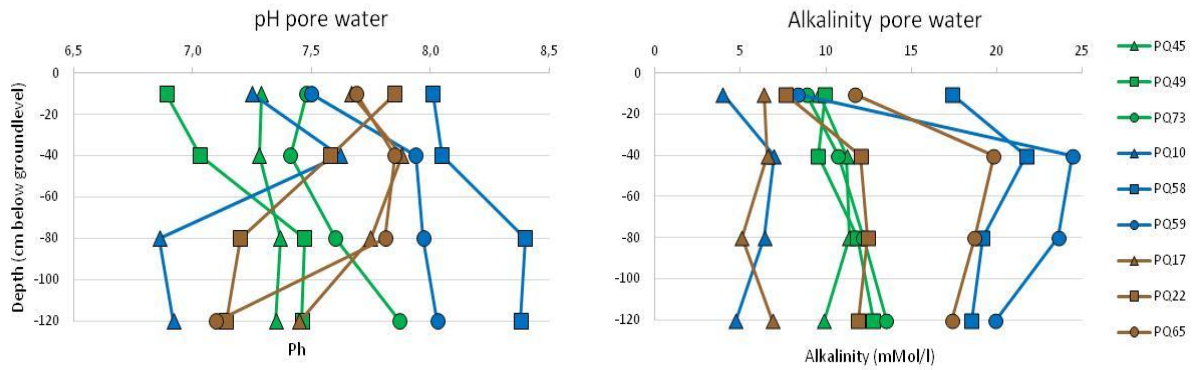 pH pore water
6,5 7,0 7,5 8,0 8,5
0
-20
-40
-60
-80
-100
-120
Depth (cm below groundlevel)
Ph
Alkalinity pore water
0 5 10 15 20 25
0
-20
-40
-60
-80
-100
-120
Alkalinity (mMol/l)
PQ45
PQ49
PQ73
PQ10
PQ58
PQ59
PQ17
PQ22
PQ65